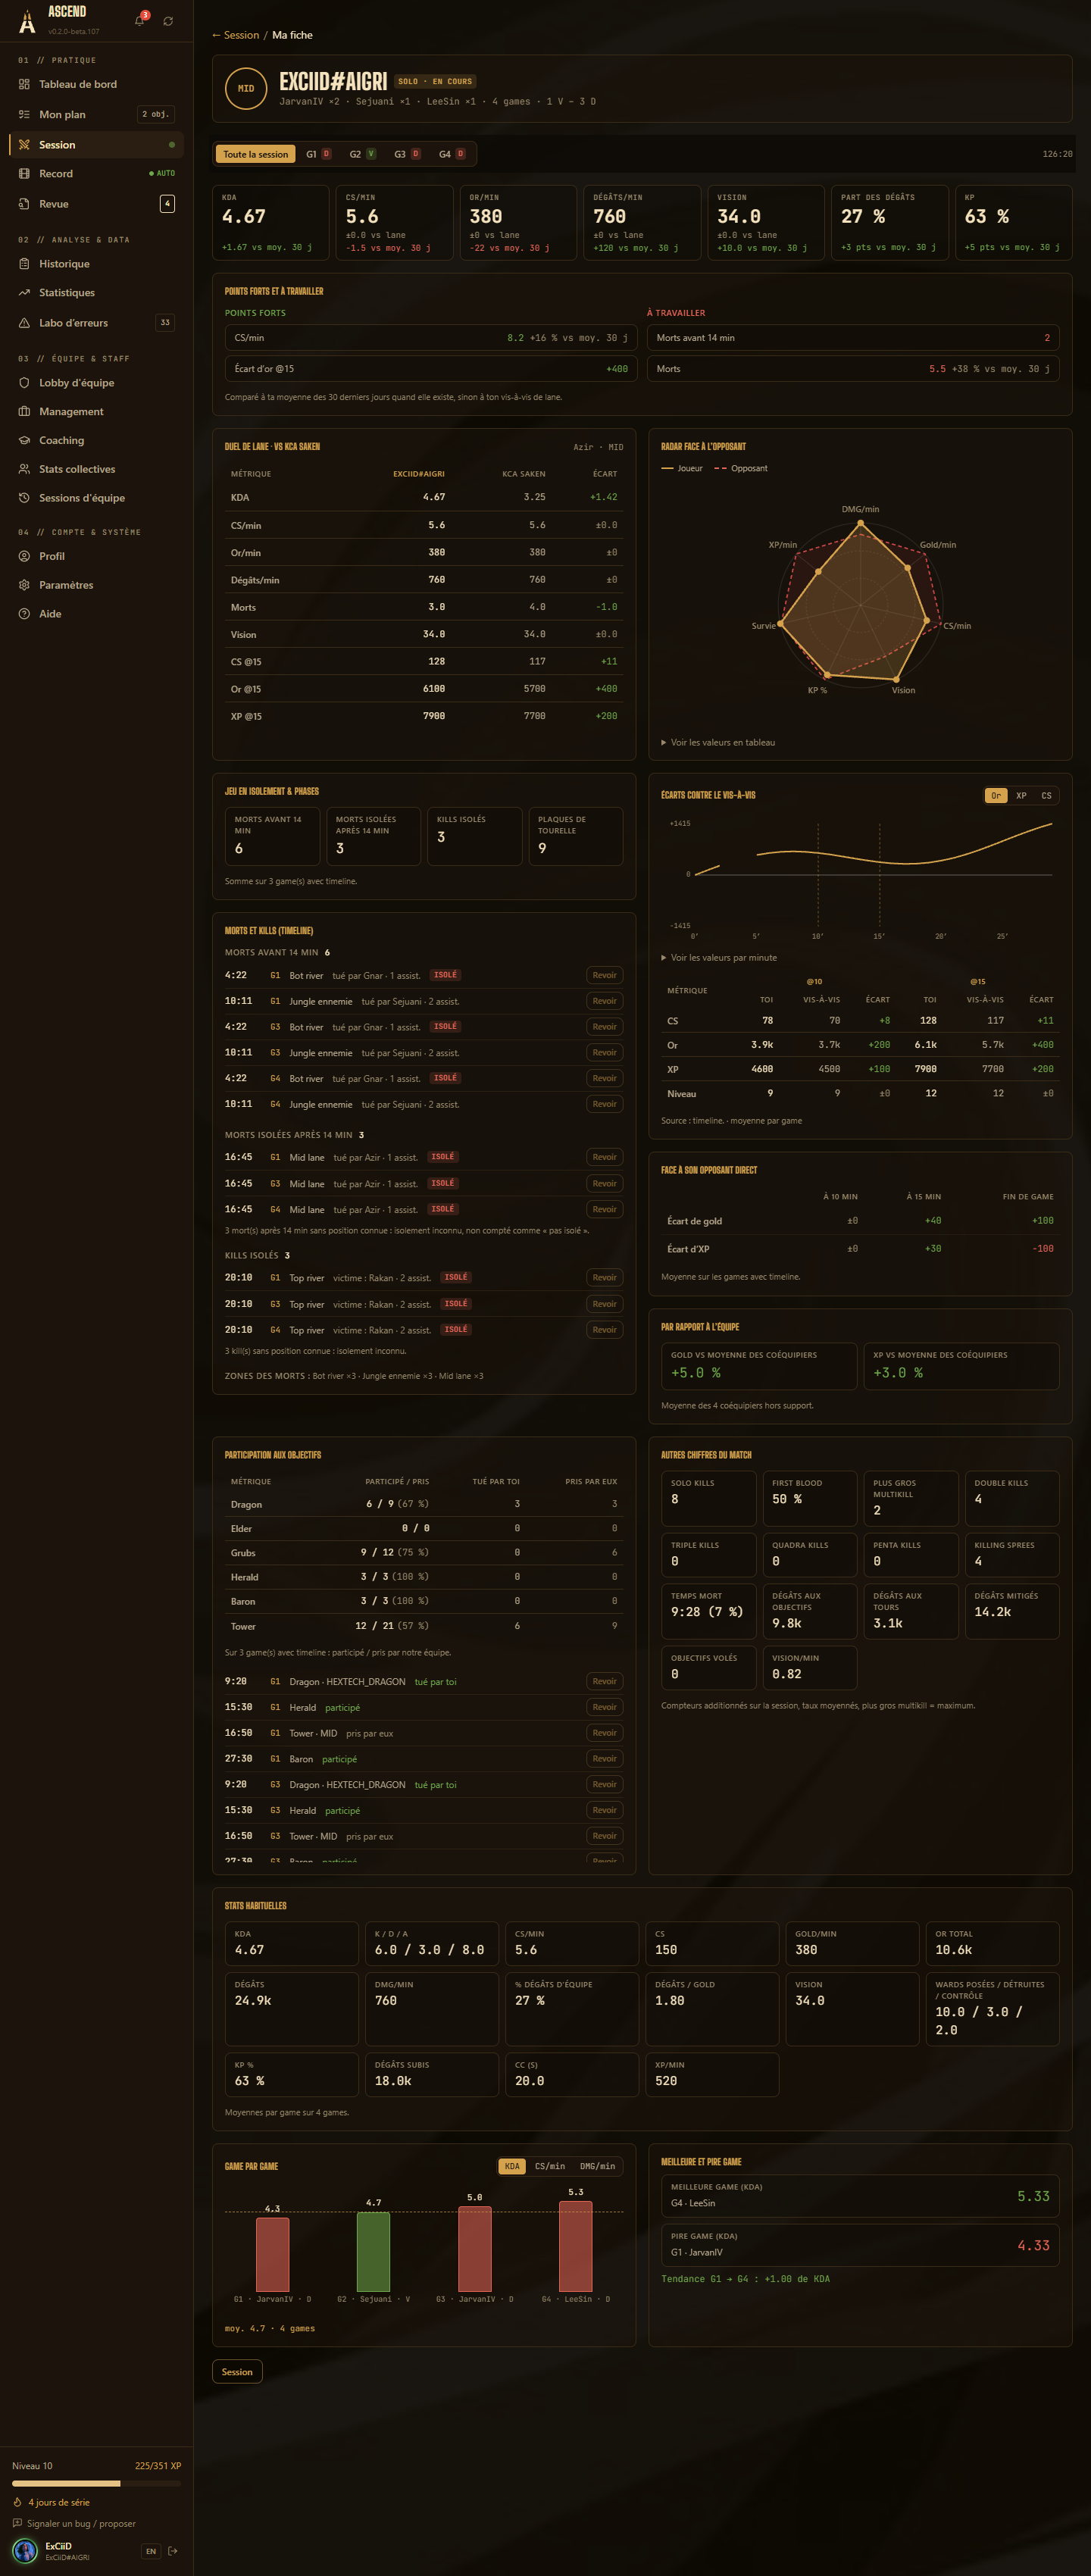 ASCEND
v0.2.0-beta.107
3
01 // PRATIQUE
Tableau de bord
Mon plan 2 obj.
Session
Record AUTO
Revue 4
02 // ANALYSE & DATA
Historique
Statistiques
Labo d'erreurs 33
03 // ÉQUIPE & STAFF
Lobby d'équipe
Management
Coaching
Stats collectives
Sessions d'équipe
04 // COMPTE & SYSTÈME
Profil
Paramètres
Aide
Niveau 10 225/351 XP
4 jours de série
Signaler un bug / proposer
ExCiiD
ExCiiD#AIGRI
EN
← Session / Ma fiche
MID
EXCIID#AIGRI SOLO · EN COURS
JarvanIV ×2 · Sejuani ×1 · LeeSin ×1 · 4 games · 1 V – 3 D
Toute la session G1 D G2 V G3 D G4 D 126:20
KDA
4.67
+1.67 vs moy. 30 j
CS/MIN
5.6
±0.0 vs lane
-1.5 vs moy. 30 j
OR/MIN
380
±0 vs lane
-22 vs moy. 30 j
DÉGÂTS/MIN
760
±0 vs lane
+120 vs moy. 30 j
VISION
34.0
±0.0 vs lane
+10.0 vs moy. 30 j
PART DES DÉGÂTS
27 %
+3 pts vs moy. 30 j
KP
63 %
+5 pts vs moy. 30 j
POINTS FORTS ET À TRAVAILLER
POINTS FORTS
CS/min 8.2 +16 % vs moy. 30 j
Écart d'or @15 +400
À TRAVAILLER
Morts avant 14 min 2
Morts 5.5 +38 % vs moy. 30 j
Comparé à ta moyenne des 30 derniers jours quand elle existe, sinon à ton vis-à-vis de lane.
DUEL DE LANE · VS KCA SAKEN Azir · MID
MÉTRIQUE EXCIID#AIGRI KCA SAKEN ÉCART
KDA 4.67 3.25 +1.42
CS/min 5.6 5.6 ±0.0
Or/min 380 380 ±0
Dégâts/min 760 760 ±0
Morts 3.0 4.0 -1.0
Vision 34.0 34.0 ±0.0
CS @15 128 117 +11
Or @15 6100 5700 +400
XP @15 7900 7700 +200
RADAR FACE À L'OPPOSANT
Joueur Opposant
DMG/min
XP/min Gold/min
Survie CS/min
KP % Vision
▶ Voir les valeurs en tableau
JEU EN ISOLEMENT & PHASES
MORTS AVANT 14 MIN
6
MORTS ISOLÉES APRÈS 14 MIN
3
KILLS ISOLÉS
3
PLAQUES DE TOURELLE
9
Somme sur 3 game(s) avec timeline.
MORTS ET KILLS (TIMELINE)
MORTS AVANT 14 MIN 6
4:22 G1 Bot river tué par Gnar · 1 assist. ISOLÉ Revoir
10:11 G1 Jungle ennemie tué par Sejuani · 2 assist. Revoir
4:22 G3 Bot river tué par Gnar · 1 assist. ISOLÉ Revoir
10:11 G3 Jungle ennemie tué par Sejuani · 2 assist. Revoir
4:22 G4 Bot river tué par Gnar · 1 assist. ISOLÉ Revoir
10:11 G4 Jungle ennemie tué par Sejuani · 2 assist. Revoir
MORTS ISOLÉES APRÈS 14 MIN 3
16:45 G1 Mid lane tué par Azir · 1 assist. ISOLÉ Revoir
16:45 G3 Mid lane tué par Azir · 1 assist. ISOLÉ Revoir
16:45 G4 Mid lane tué par Azir · 1 assist. ISOLÉ Revoir
3 mort(s) après 14 min sans position connue : isolement inconnu, non compté comme « pas isolé ».
KILLS ISOLÉS 3
20:10 G1 Top river victime : Rakan · 2 assist. ISOLÉ Revoir
20:10 G3 Top river victime : Rakan · 2 assist. ISOLÉ Revoir
20:10 G4 Top river victime : Rakan · 2 assist. ISOLÉ Revoir
3 kill(s) sans position connue : isolement inconnu.
ZONES DES MORTS : Bot river ×3 · Jungle ennemie ×3 · Mid lane ×3
ÉCARTS CONTRE LE VIS-À-VIS Or XP CS
+1415
0
-1415
0' 5' 10' 15' 20' 25'
▶ Voir les valeurs par minute
@10 @15
MÉTRIQUE TOI VIS-À-VIS ÉCART TOI VIS-À-VIS ÉCART
CS 78 70 +8 128 117 +11
Or 3.9k 3.7k +200 6.1k 5.7k +400
XP 4600 4500 +100 7900 7700 +200
Niveau 9 9 ±0 12 12 ±0
Source : timeline. · moyenne par game
FACE À SON OPPOSANT DIRECT
À 10 MIN À 15 MIN FIN DE GAME
Écart de gold ±0 +40 +100
Écart d'XP ±0 +30 -100
Moyenne sur les games avec timeline.
PAR RAPPORT À L'ÉQUIPE
GOLD VS MOYENNE DES COÉQUIPIERS
+5.0 %
XP VS MOYENNE DES COÉQUIPIERS
+3.0 %
Moyenne des 4 coéquipiers hors support.
PARTICIPATION AUX OBJECTIFS
MÉTRIQUE PARTICIPÉ / PRIS TUÉ PAR TOI PRIS PAR EUX
Dragon 6 / 9 (67 %) 3 3
Elder 0 / 0 0 0
Grubs 9 / 12 (75 %) 0 6
Herald 3 / 3 (100 %) 0 0
Baron 3 / 3 (100 %) 0 0
Tower 12 / 21 (57 %) 6 9
Sur 3 game(s) avec timeline : participé / pris par notre équipe.
9:20 G1 Dragon · HEXTECH_DRAGON tué par toi Revoir
15:30 G1 Herald participé Revoir
16:50 G1 Tower · MID pris par eux Revoir
27:30 G1 Baron participé Revoir
9:20 G3 Dragon · HEXTECH_DRAGON tué par toi Revoir
15:30 G3 Herald participé Revoir
16:50 G3 Tower · MID pris par eux Revoir
27:30 G3 Baron participé Revoir
AUTRES CHIFFRES DU MATCH
SOLO KILLS
8
FIRST BLOOD
50 %
PLUS GROS MULTIKILL
2
DOUBLE KILLS
4
TRIPLE KILLS
0
QUADRA KILLS
0
PENTA KILLS
0
KILLING SPREES
4
TEMPS MORT
9:28 (7 %)
DÉGÂTS AUX OBJECTIFS
9.8k
DÉGÂTS AUX TOURS
3.1k
DÉGÂTS MITIGÉS
14.2k
OBJECTIFS VOLÉS
0
VISION/MIN
0.82
Compteurs additionnés sur la session, taux moyennés, plus gros multikill = maximum.
STATS HABITUELLES
KDA
4.67
K / D / A
6.0 / 3.0 / 8.0
CS/MIN
5.6
CS
150
GOLD/MIN
380
OR TOTAL
10.6k
DÉGÂTS
24.9k
DMG/MIN
760
% DÉGÂTS D'ÉQUIPE
27 %
DÉGÂTS / GOLD
1.80
VISION
34.0
WARDS POSÉES / DÉTRUITES / CONTRÔLE
10.0 / 3.0 / 2.0
KP %
63 %
DÉGÂTS SUBIS
18.0k
CC (S)
20.0
XP/MIN
520
Moyennes par game sur 4 games.
GAME PAR GAME KDA CS/min DMG/min
4.3 4.7 5.0 5.3
G1 · JarvanIV · D G2 · Sejuani · V G3 · JarvanIV · D G4 · LeeSin · D
moy. 4.7 · 4 games
MEILLEURE ET PIRE GAME
MEILLEURE GAME (KDA)
G4 · LeeSin 5.33
PIRE GAME (KDA)
G1 · JarvanIV 4.33
Tendance G1 → G4 : +1.00 de KDA
Session